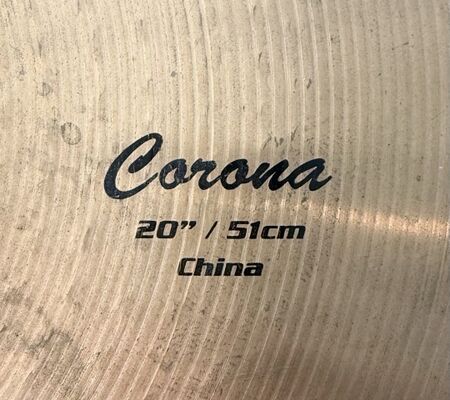 Corona
20” / 51cm
China